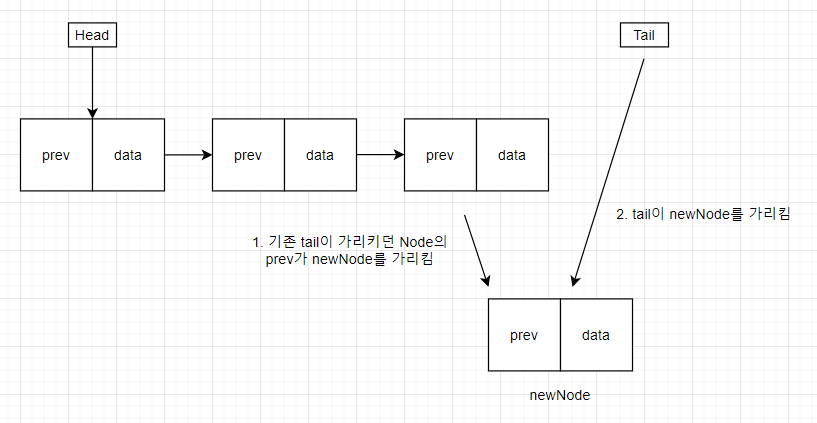 Head
Tail
prev
data
prev
data
prev
data
2. tail이 newNode를 가리킴
1. 기존 tail이 가리키던 Node의
prev가 newNode를 가리킴
prev
data
newNode